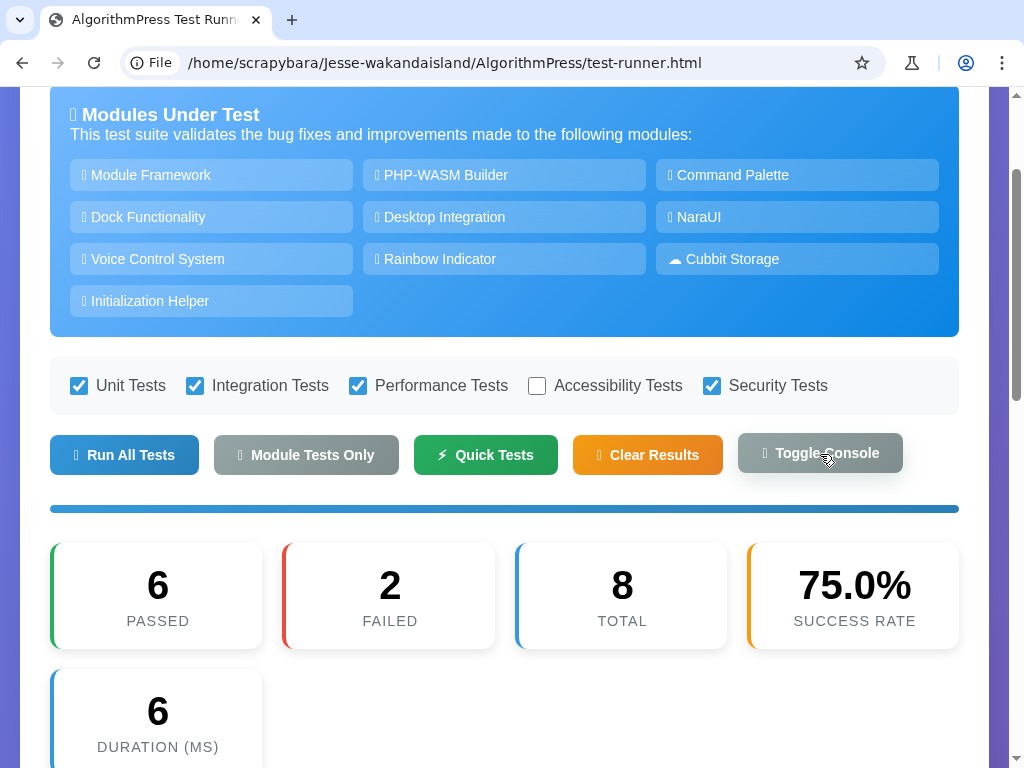 AlgorithmPress Test Runn
File
/home/scrapybara/Jesse-wakandaisland/AlgorithmPress/test-runner.html
Modules Under Test
This test suite validates the bug fixes and improvements made to the following modules:
Module Framework
PHP-WASM Builder
Command Palette
Dock Functionality
Desktop Integration
NaraUI
Voice Control System
Rainbow Indicator
☁ Cubbit Storage
Initialization Helper
Unit Tests
Integration Tests
Performance Tests
Accessibility Tests
Security Tests
Run All Tests
Module Tests Only
⚡ Quick Tests
Clear Results
Toggle Console
6
PASSED
2
FAILED
8
TOTAL
75.0%
SUCCESS RATE
6
DURATION (MS)